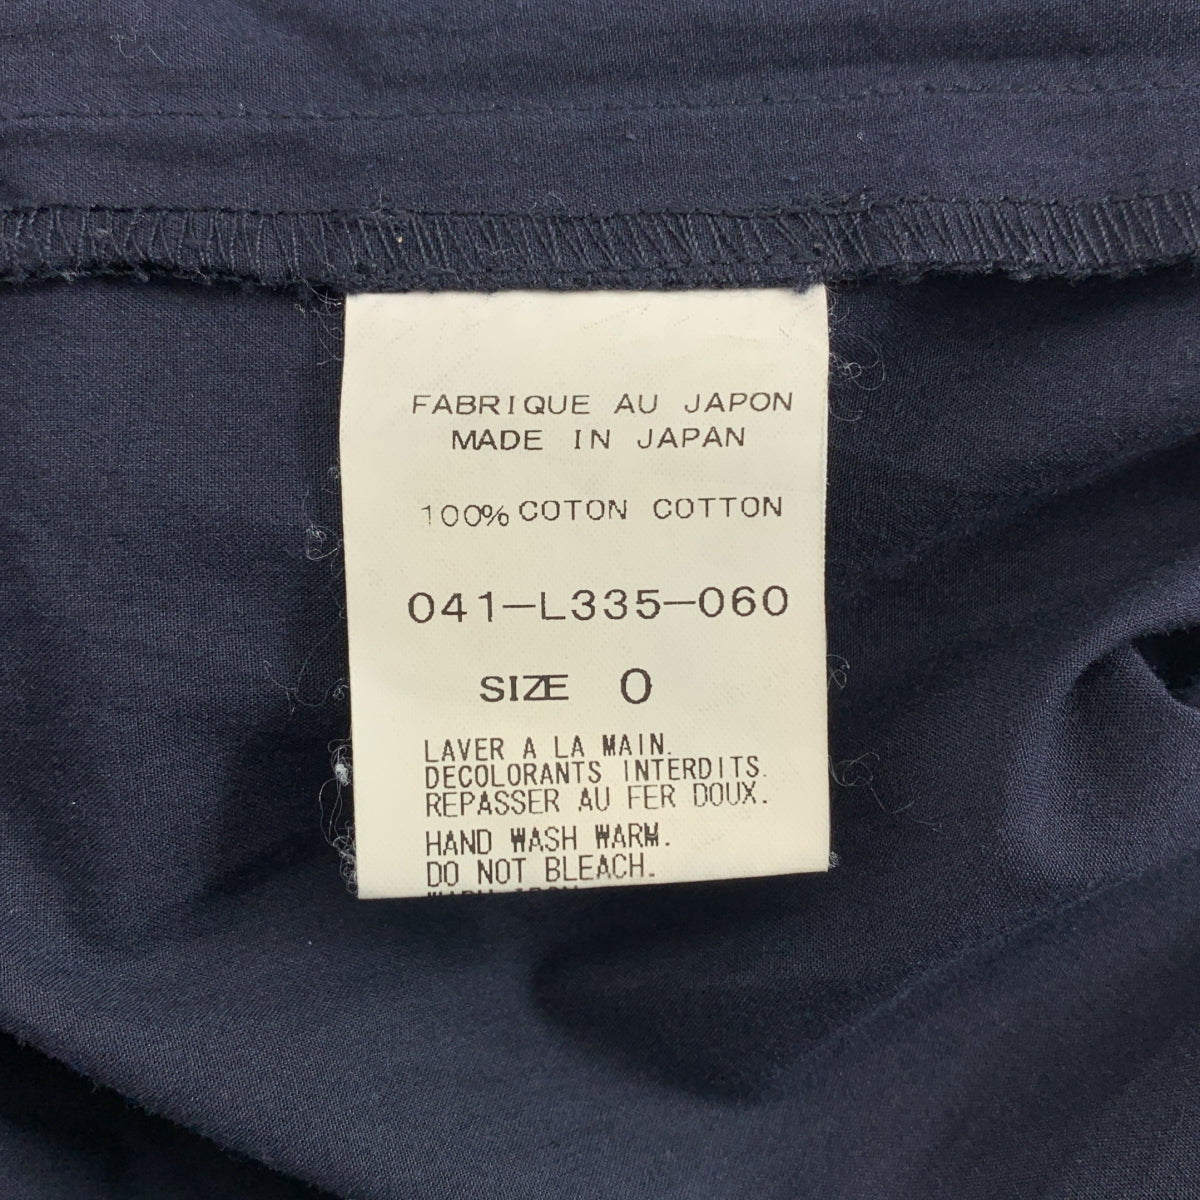 FABRIQUE AU JAPON
MADE IN JAPAN
100% COTON COTTON
041-L335-060
SIZE 0
LAVER A LA MAIN.
DECOLORANTS INTERDITS.
REPASSER AU FER DOUX.
HAND WASH WARM.
DO NOT BLEACH.